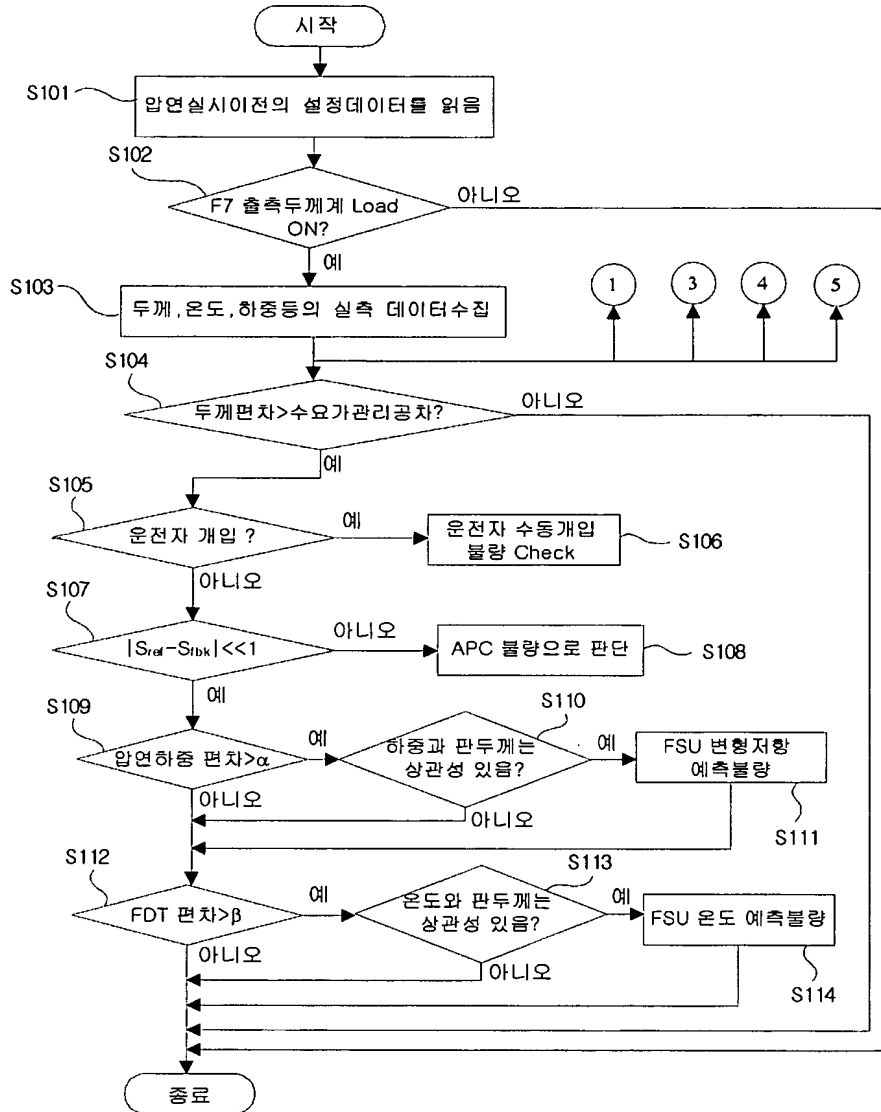 시작
S101
압연실시이전의 설정데이터를 읽음
S102
F7 출측두께계 Load
ON?
아니오
예
S103
두께,온도,하중등의 실측 데이터수집
1
3
4
5
S104
두께편차>수요가관리공차?
아니오
예
S105
운전자 개입 ?
예
운전자 수동개입
불량 Check
S106
아니오
S107
|Sref-Sfbk|<<1
아니오
APC 불량으로 판단
S108
예
S109
압연하중 편차>α
예
S110
하중과 판두께는
상관성 있음?
예
FSU 변형저항
예측불량
S111
아니오
아니오
S112
FDT 편차>β
예
S113
온도와 판두께는
상관성 있음?
예
FSU 온도 예측불량
S114
아니오
아니오
종료